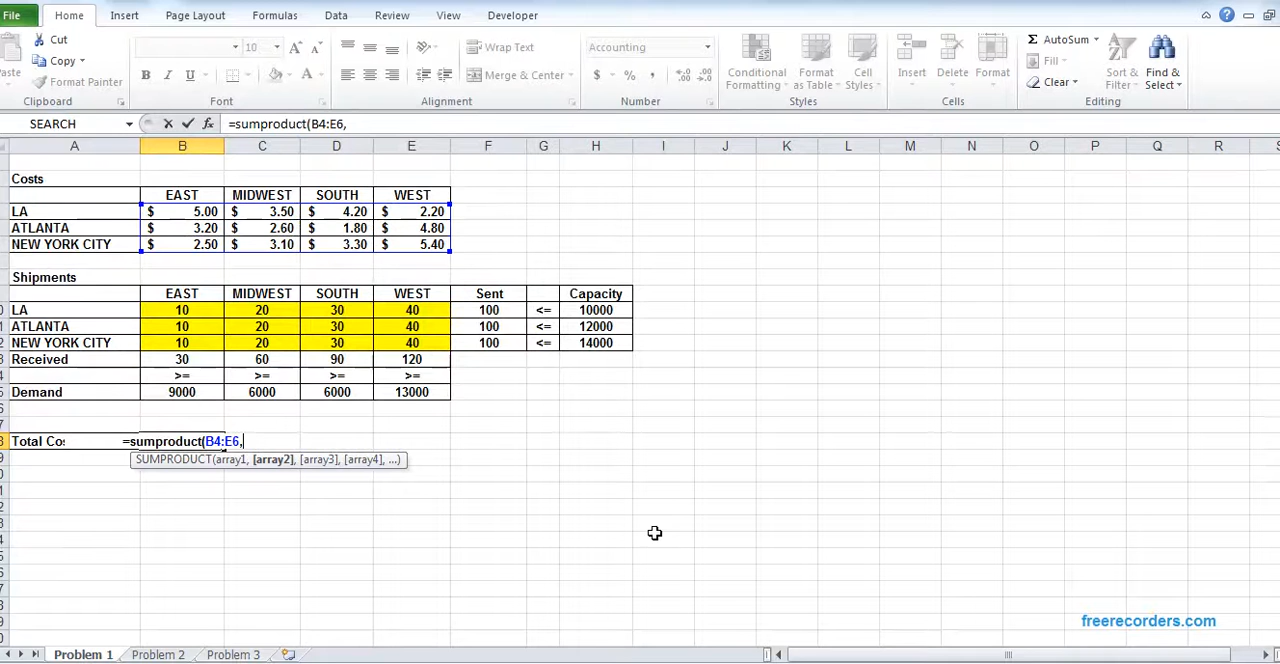 File Home Insert Page Layout Formulas Data Review View Developer
Cut
Copy
Format Painter
Clipboard
10
B I U
Font
Wrap Text
Merge & Center
Alignment
Accounting
$ % ,
Number
Conditional Formatting
Format as Table
Cell Styles
Styles
Insert Delete Format
Cells
Σ AutoSum
Fill
Clear
Sort & Filter
Find & Select
Editing
SEARCH fx =sumproduct(B4:E6,
A B C D E F G H I J K L M N O P Q R
Costs
EAST MIDWEST SOUTH WEST
LA $ 5.00 $ 3.50 $ 4.20 $ 2.20
ATLANTA $ 3.20 $ 2.60 $ 1.80 $ 4.80
NEW YORK CITY $ 2.50 $ 3.10 $ 3.30 $ 5.40
Shipments
EAST MIDWEST SOUTH WEST Sent Capacity
LA 10 20 30 40 100 <= 10000
ATLANTA 10 20 30 40 100 <= 12000
NEW YORK CITY 10 20 30 40 100 <= 14000
Received 30 60 90 120
>= >= >= >=
Demand 9000 6000 6000 13000
Total Cos =sumproduct(B4:E6,
SUMPRODUCT(array1, [array2], [array3], [array4], ...)
freerecorders.com
Problem 1 Problem 2 Problem 3